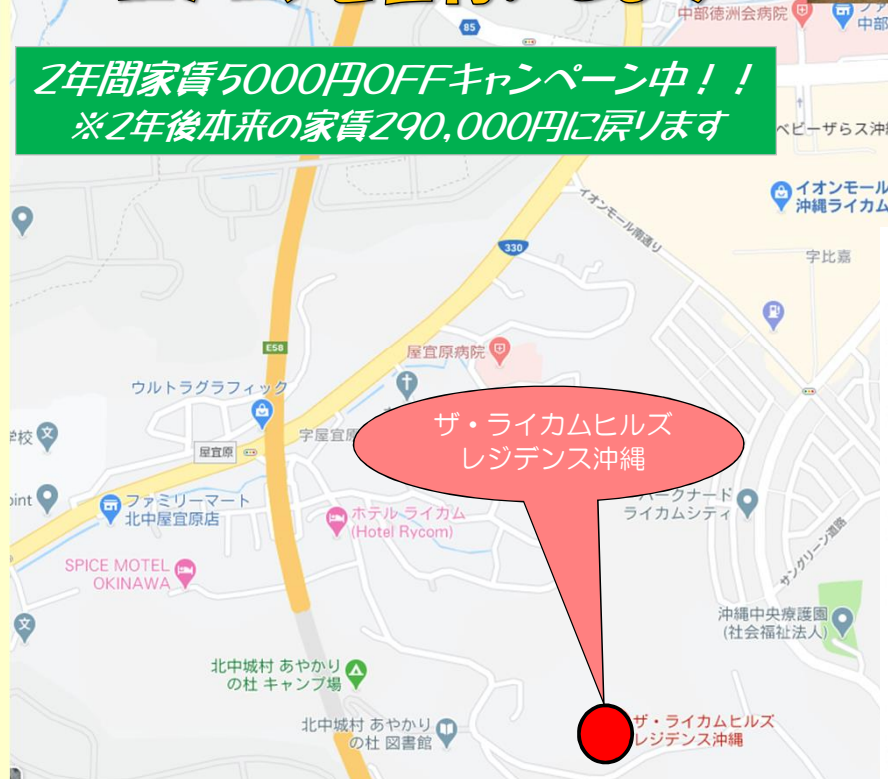 中部徳洲会病院
ファ
中部
85
2年間家賃5000円OFFキャンペーン中！！
※2年後本来の家賃290,000円に戻ります
ベビーザらス沖縄
イオンモール
沖縄ライカム
イオンモール南通り
330
字比嘉
E58
屋宜原病院
ウルトラグラフィック
学校
屋宜原
字屋宜原
ザ・ライカムヒルズ
レジデンス沖縄
oint
ファミリーマート
北中屋宜原店
ホテル ライカム
(Hotel Rycom)
パークナード
ライカムシティ
サングリーン道路
SPICE MOTEL
OKINAWA
沖縄中央療護園
(社会福祉法人)
北中城村 あやかり
の杜 キャンプ場
北中城村 あやかり
の杜 図書館
ザ・ライカムヒルズ
レジデンス沖縄